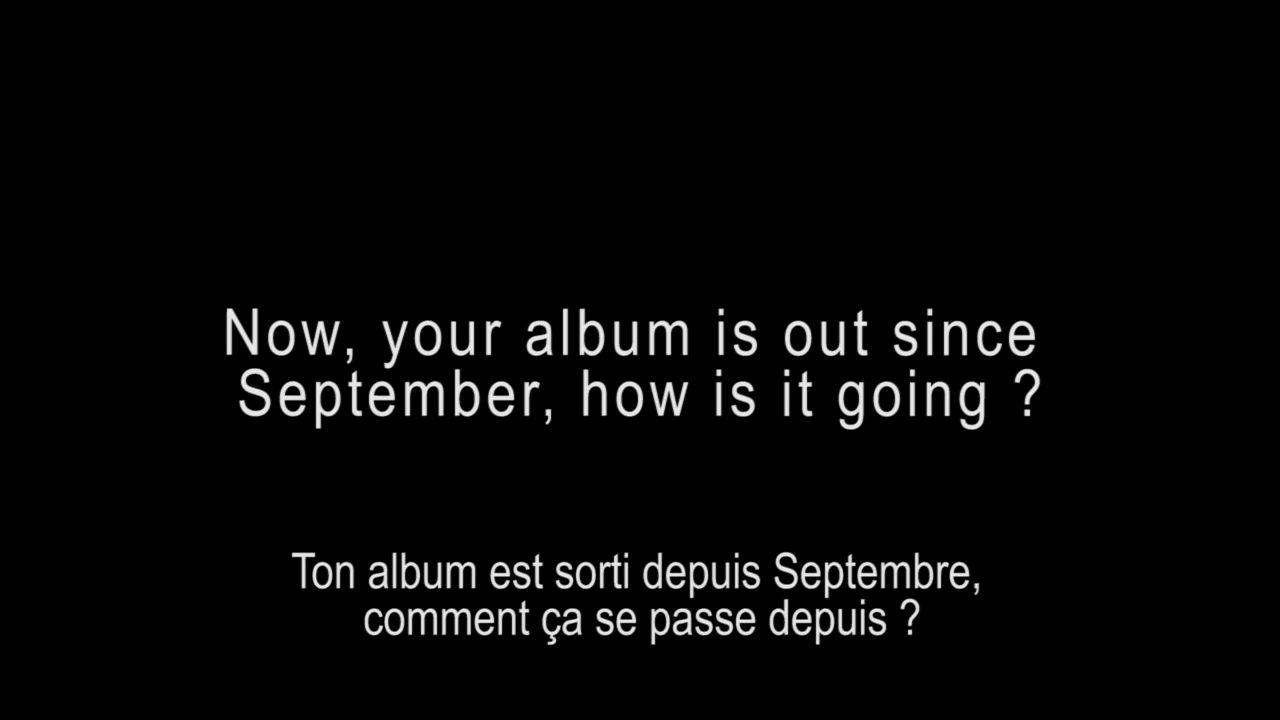 Now, your album is out since
September, how is it going ?
Ton album est sorti depuis Septembre,
comment ça se passe depuis ?